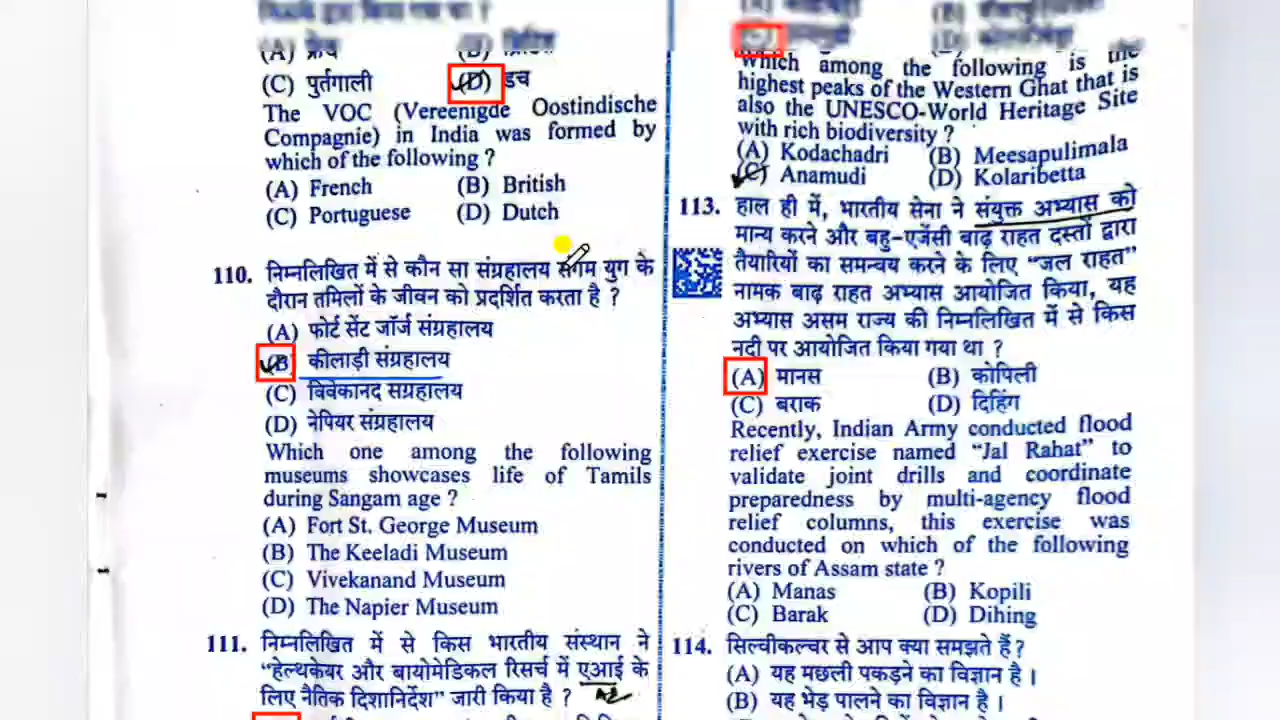 (A) फ्रेंच (B) ब्रिटिश
(C) पुर्तगाली (D) डच
The VOC (Vereenigde Oostindische
Compagnie) in India was formed by
which of the following ?
(A) French (B) British
(C) Portuguese (D) Dutch
110. निम्नलिखित में से कौन सा संग्रहालय संगम युग के
दौरान तमिलों के जीवन को प्रदर्शित करता है ?
(A) फोर्ट सेंट जॉर्ज संग्रहालय
(B) कीलाड़ी संग्रहालय
(C) विवेकानंद संग्रहालय
(D) नेपियर संग्रहालय
Which one among the following
museums showcases life of Tamils
during Sangam age ?
(A) Fort St. George Museum
(B) The Keeladi Museum
(C) Vivekanand Museum
(D) The Napier Museum
111. निम्नलिखित में से किस भारतीय संस्थान ने
“हेल्थकेयर और बायोमेडिकल रिसर्च में एआई के
लिए नैतिक दिशानिर्देश” जारी किया है ?
Which among the following is the
highest peaks of the Western Ghat that is
also the UNESCO-World Heritage Site
with rich biodiversity ?
(A) Kodachadri (B) Meesapulimala
(C) Anamudi (D) Kolaribetta
113. हाल ही में, भारतीय सेना ने संयुक्त अभ्यास को
मान्य करने और बहु-एजेंसी बाढ़ राहत दस्तों द्वारा
तैयारियों का समन्वय करने के लिए “जल राहत”
नामक बाढ़ राहत अभ्यास आयोजित किया, यह
अभ्यास असम राज्य की निम्नलिखित में से किस
नदी पर आयोजित किया गया था ?
(A) मानस (B) कोपिली
(C) बराक (D) दिहिंग
Recently, Indian Army conducted flood
relief exercise named “Jal Rahat” to
validate joint drills and coordinate
preparedness by multi-agency flood
relief columns, this exercise was
conducted on which of the following
rivers of Assam state ?
(A) Manas (B) Kopili
(C) Barak (D) Dihing
114. सिल्वीकल्चर से आप क्या समझते हैं ?
(A) यह मछली पकड़ने का विज्ञान है ।
(B) यह भेड़ पालने का विज्ञान है ।